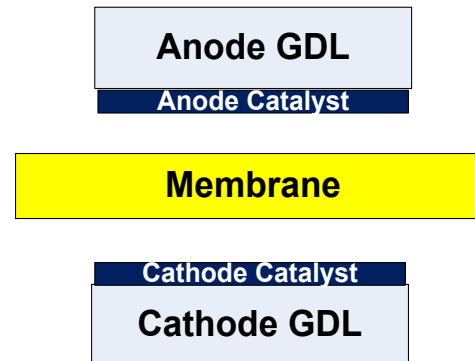 Anode GDL
Anode Catalyst
Membrane
Cathode Catalyst
Cathode GDL